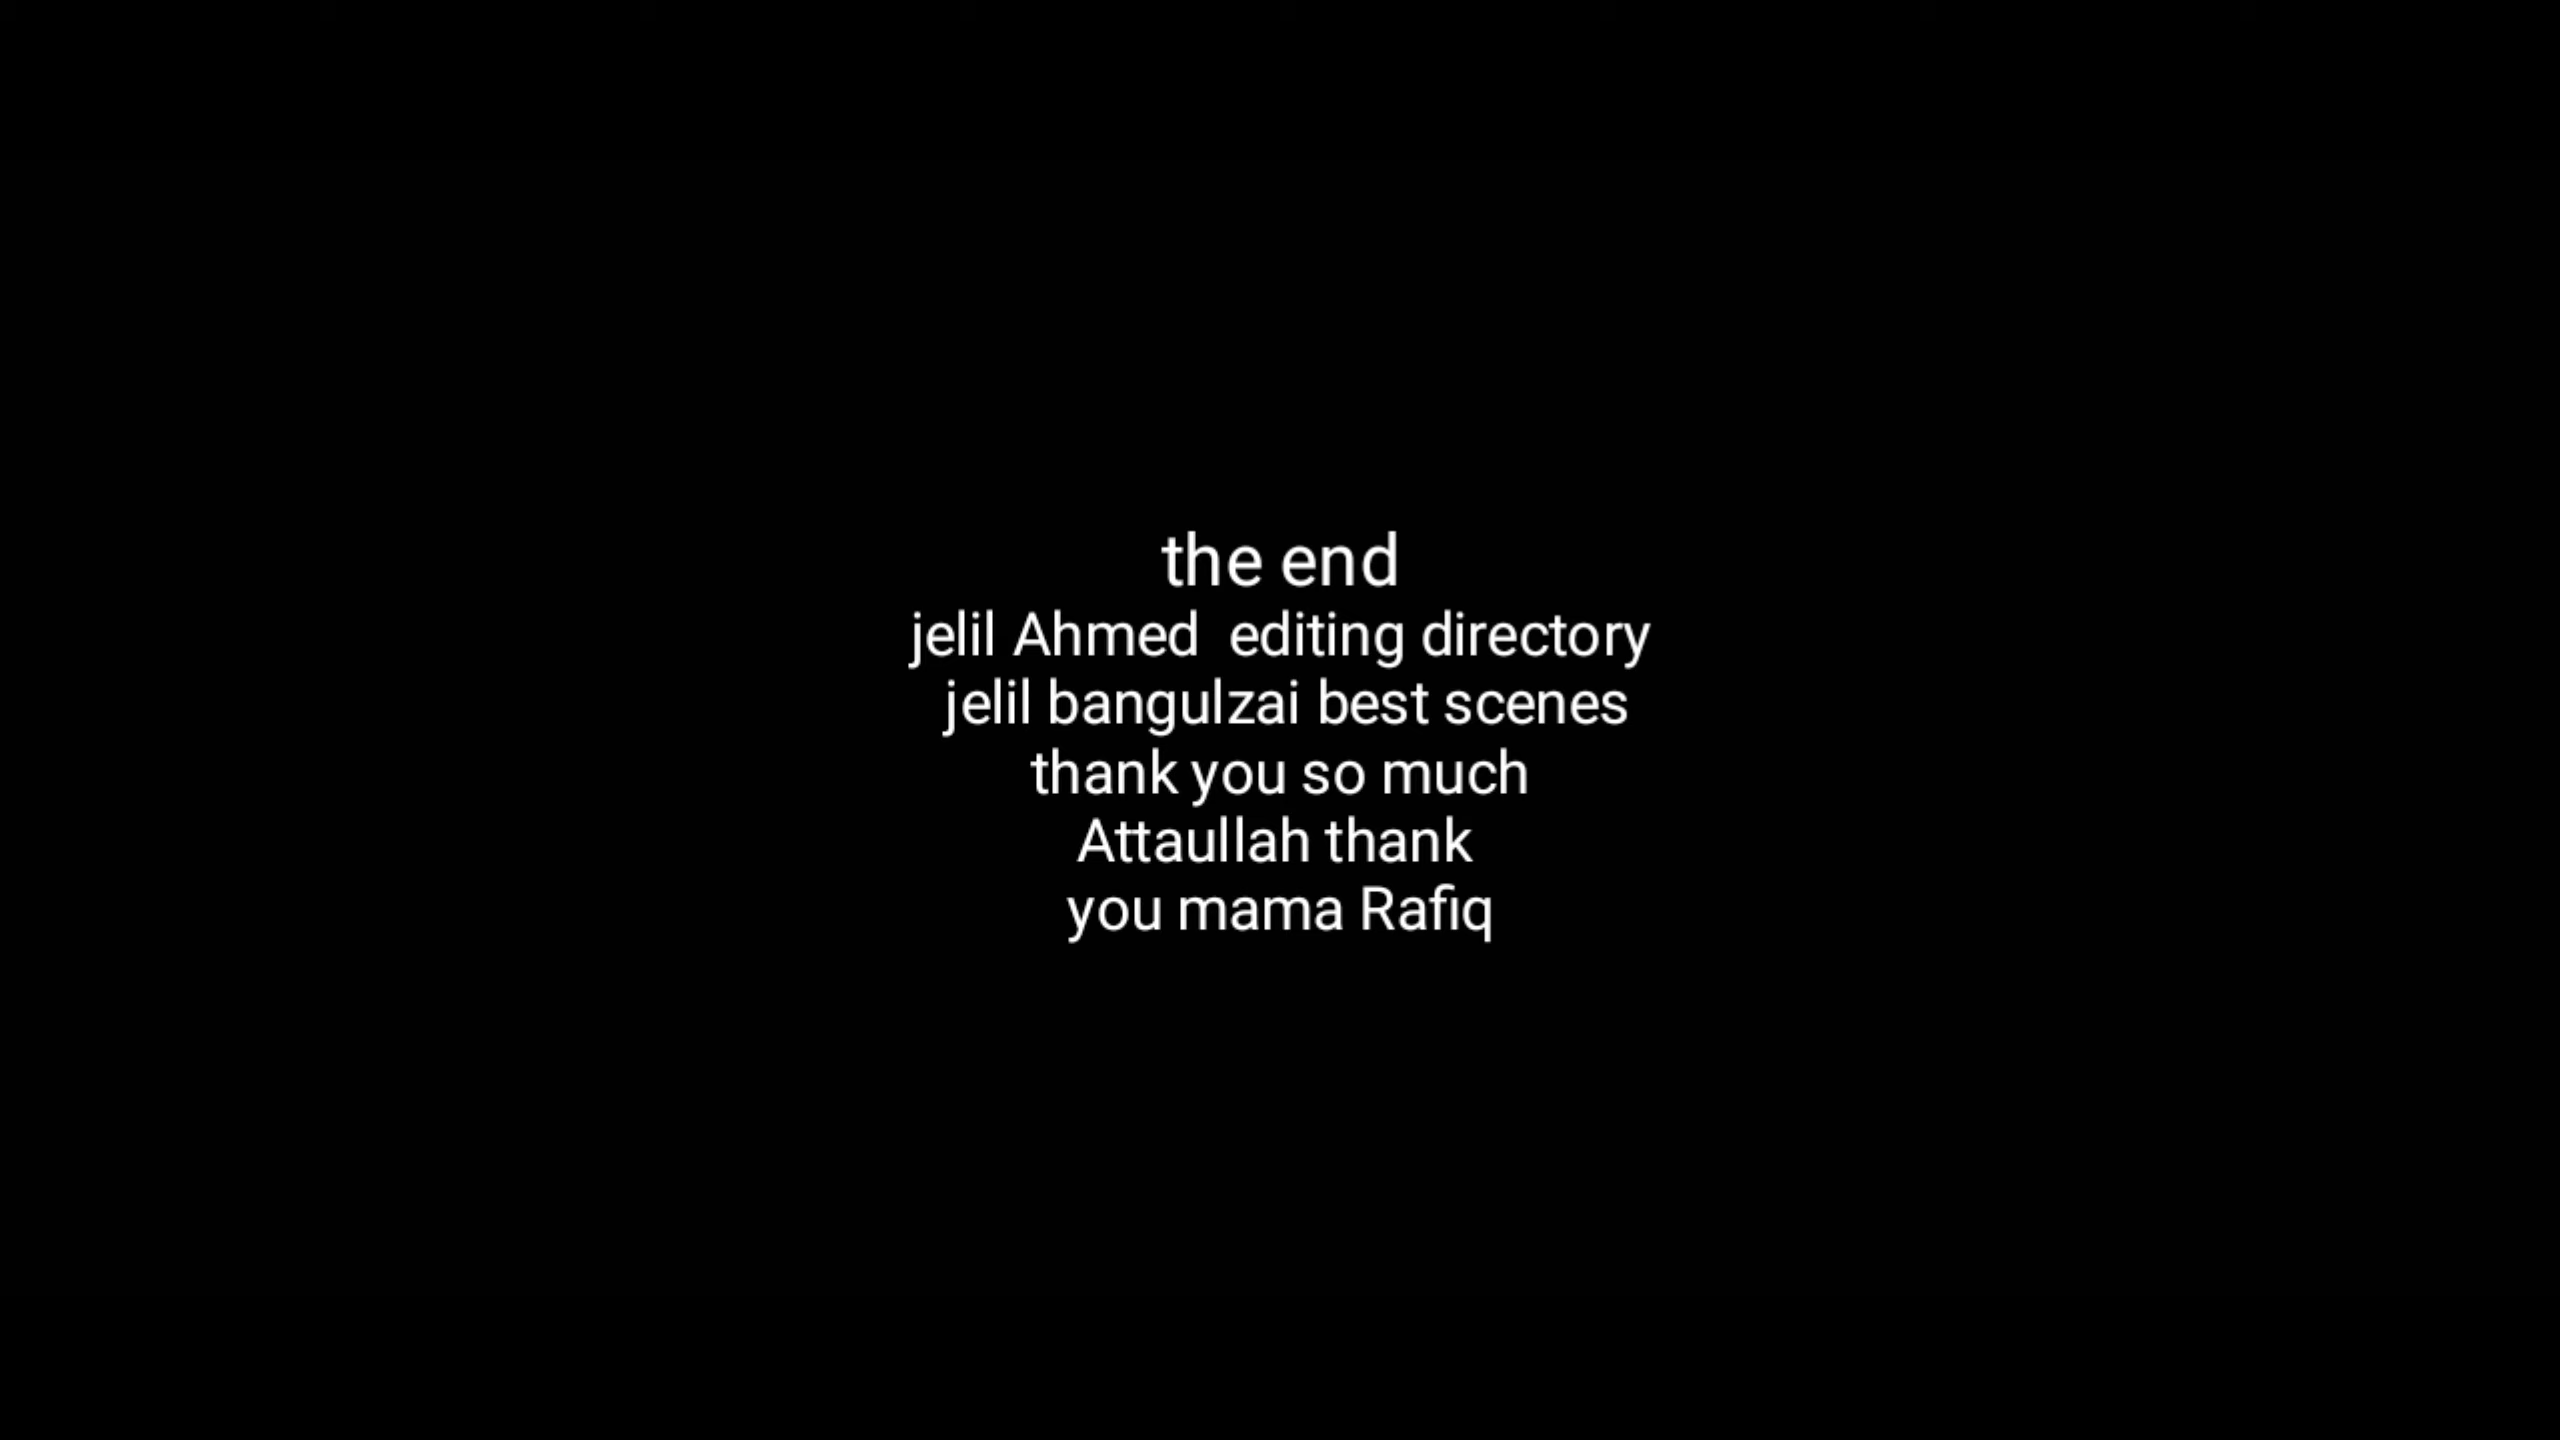 the end
jelil Ahmed  editing directory
jelil bangulzai best scenes
thank you so much
Attaullah thank
you mama Rafiq